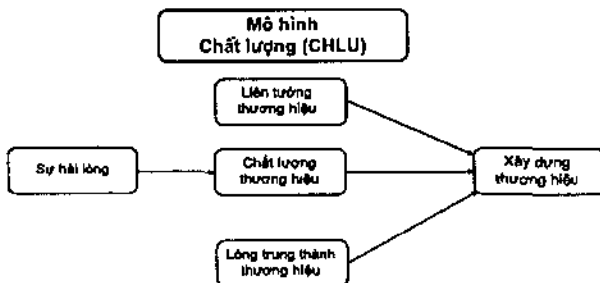 Mô hình
Chất lượng (CHLU)
Liên tưởng
thương hiệu
Sự hài lòng
Chất lượng
thương hiệu
Xây dựng
thương hiệu
Lòng trung thành
thương hiệu